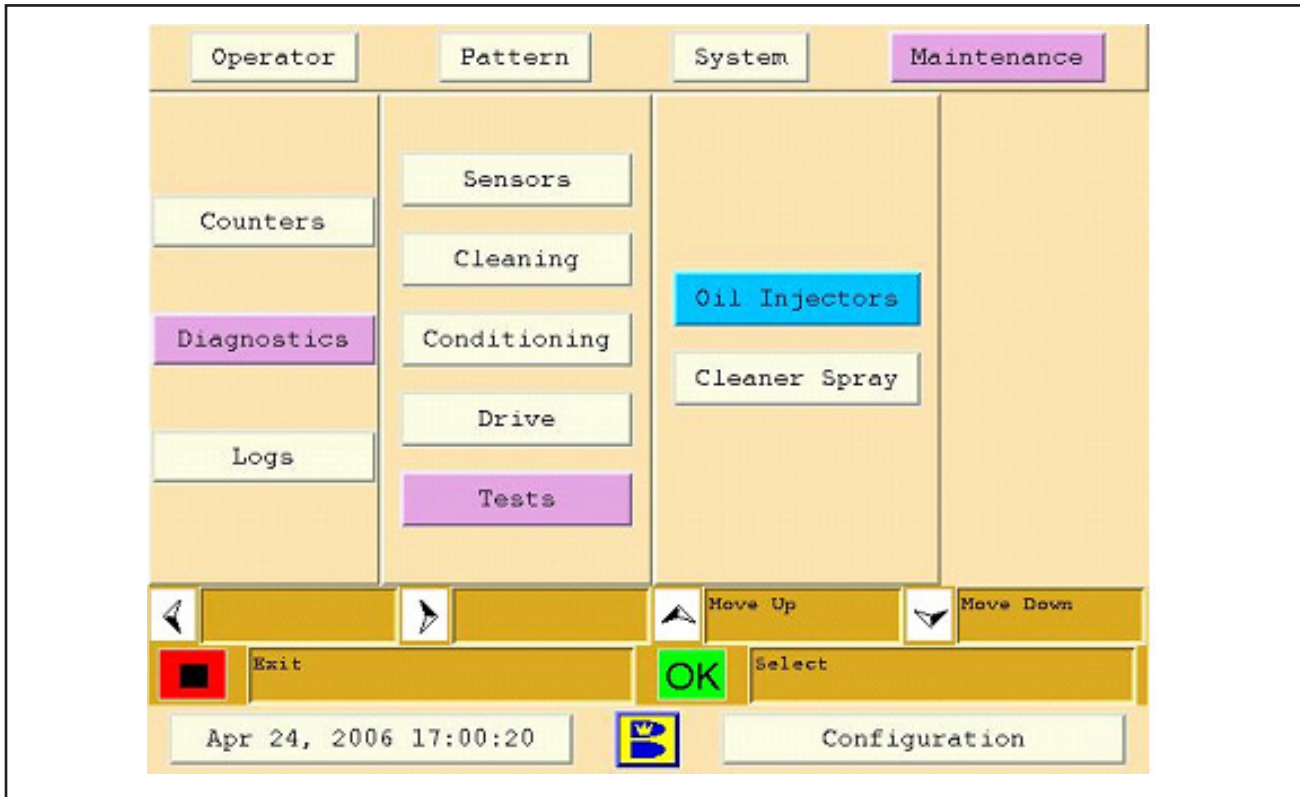 Operator Pattern System Maintenance
Counters
Diagnostics
Logs
Sensors
Cleaning
Conditioning
Drive
Tests
Oil Injectors
Cleaner Spray
Move Up Move Down
Exit OK Select
Apr 24, 2006 17:00:20 Configuration